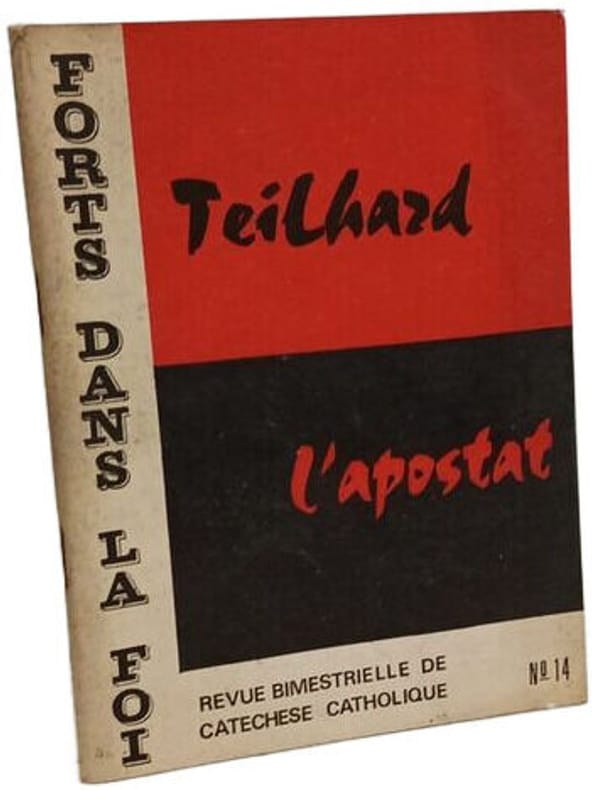 FORTS DANS LA FOI
Teilhard
l'apostat
REVUE BIMESTRIELLE DE
CATECHESE CATHOLIQUE
Nº 14